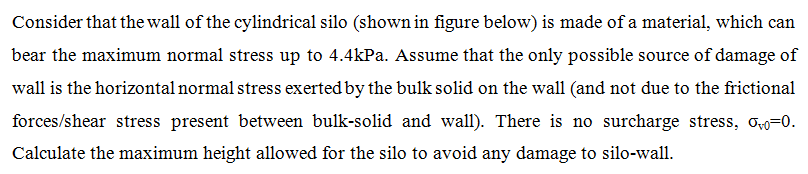 Consider that the wall of the cylindrical silo (shown in figure below) is made of a material, which can
bear the maximum normal stress up to 4.4kPa. Assume that the only possible source of damage of
wall is the horizontal normal stress exerted by the bulk solid on the wall (and not due to the frictional
forces/shear stress present between bulk-solid and wall). There is no surcharge stress, σv0=0.
Calculate the maximum height allowed for the silo to avoid any damage to silo-wall.